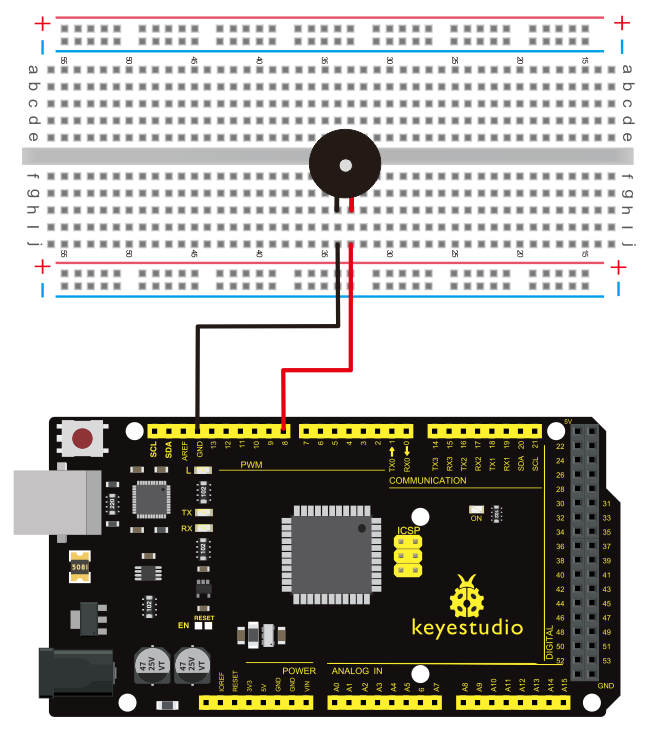 + +
55 50 45 40 35 30 25 20 15
a a
b b
c c
d d
e e
f f
g g
h h
i i
j j
55 50 45 40 35 30 25 20 15
+ +
SCL SDA AREF GND 13 12 11 10 9 8 7 6 5 4 3 2 1 0 14 15 16 17 18 19 20 21
TX0 RX0 TX3 RX3 TX2 RX2 TX1 RX1 SDA SCL
5V
L
PWM
COMMUNICATION
220
102
TX
RX
102
ON
ICSP
508I
102
RESET
EN
keyestudio
DIGITAL
22
24
26
28
30 31
32 33
34 35
36 37
38 39
40 41
42 43
44 45
46 47
48 49
50 51
52 53
GND
47 25V VT
47 25V VT
POWER
ANALOG IN
IOREF RESET 3V3 5V GND GND VIN A0 A1 A2 A3 A4 A5 6 A7 A8 A9 A10 A11 A12 A13 A14 A15